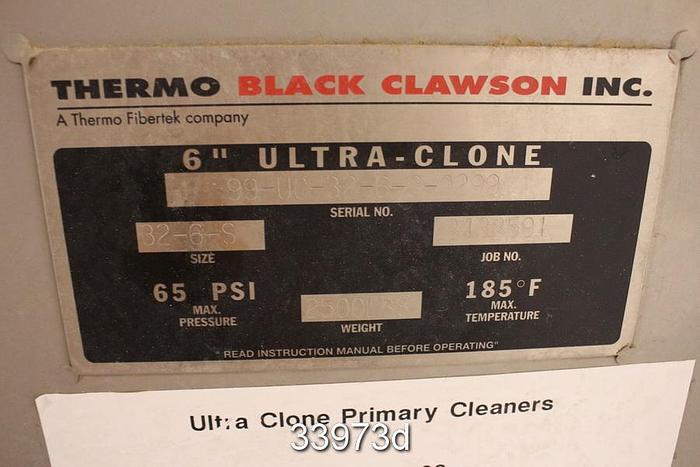 THERMO BLACK CLAWSON INC.
A Thermo Fibertek company
6" ULTRA-CLONE
SERIAL NO.
32-6-S
SIZE
JOB NO.
65 PSI
MAX.
PRESSURE
WEIGHT
185°F
MAX.
TEMPERATURE
"READ INSTRUCTION MANUAL BEFORE OPERATING"
Ultra Clone Primary Cleaners
33973d